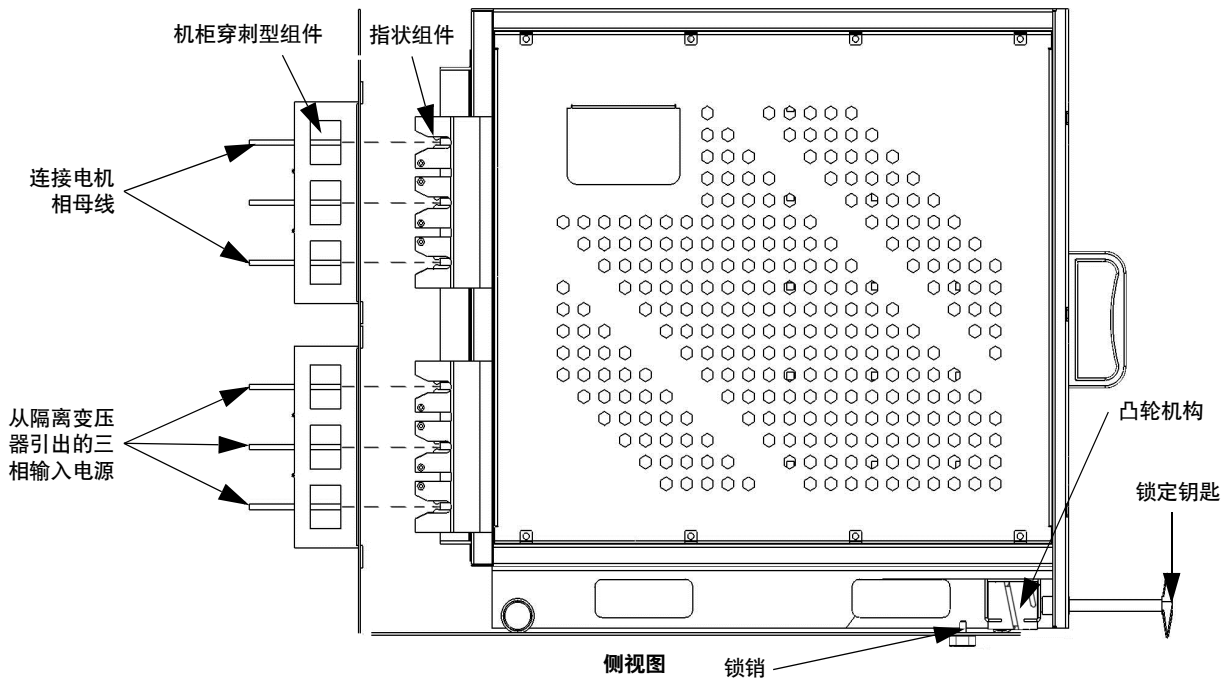 机柜穿刺型组件
指状组件
连接电机
相母线
从隔离变压
器引出的三
相输入电源
凸轮机构
锁定钥匙
侧视图
锁销